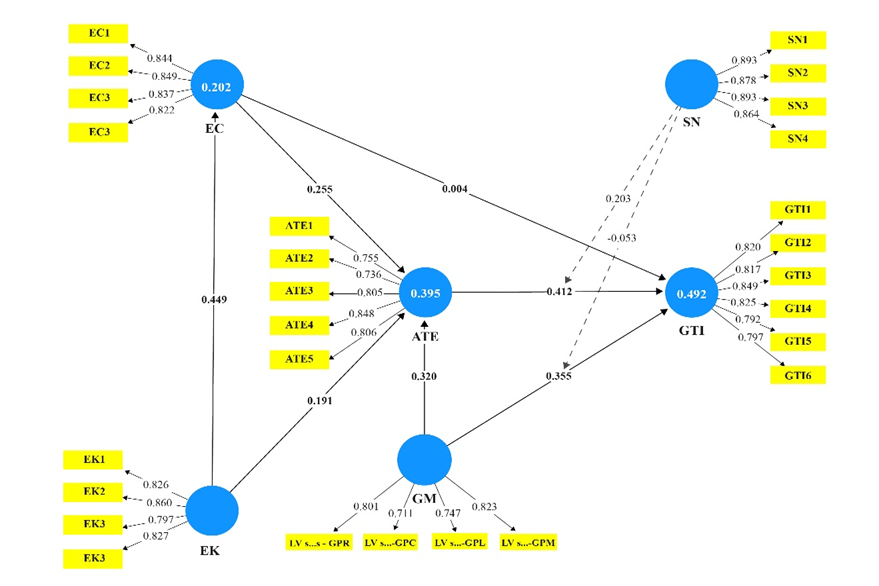 EC1
EC2
EC3
EC3
0.844
0.849
0.837
0.822
0.202
EC
SN1
SN2
SN3
SN4
0.893
0.878
0.893
0.864
SN
0.255
0.004
0.203
-0.053
ATE1
ATE2
ATE3
ATE4
ATE5
0.755
0.736
0.805
0.848
0.806
0.395
ATE
0.412
GTI1
GTI2
GTI3
GTI4
GTI5
GTI6
0.820
0.817
0.849
0.825
0.792
0.797
0.492
GTI
0.449
0.191
0.320
0.355
EK1
EK2
EK3
EK3
0.826
0.860
0.797
0.827
EK
GM
0.801
0.711
0.747
0.823
LV s...s - GPR
LV s...-GPC
LV s...-GPL
LV s...-GPM